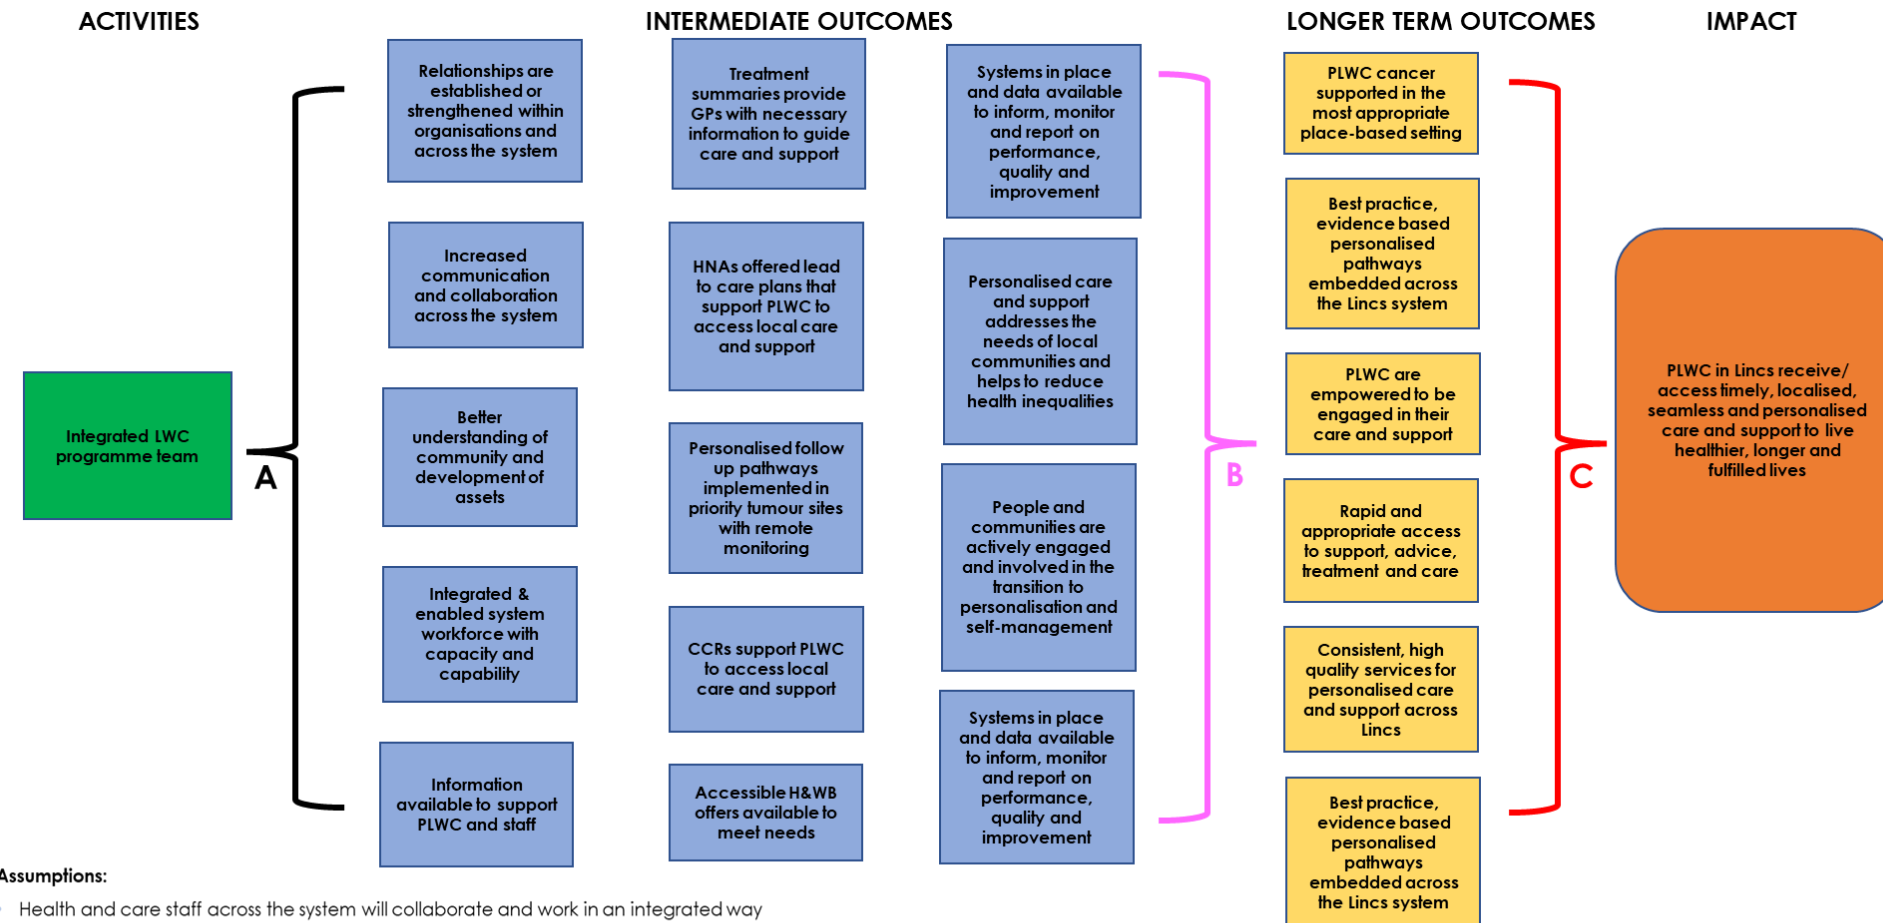 ACTIVITIES
INTERMEDIATE OUTCOMES
LONGER TERM OUTCOMES
IMPACT
Integrated LWC
programme team
A
Relationships are
established or
strengthened within
organisations and
across the system
Increased
communication
and collaboration
across the system
Better
understanding of
community and
development of
assets
Integrated &
enabled system
workforce with
capacity and
capability
Information
available to support
PLWC and staff
Treatment
summaries provide
GPs with necessary
information to guide
care and support
HNAs offered lead
to care plans that
support PLWC to
access local care
and support
Personalised follow
up pathways
implemented in
priority tumour sites
with remote
monitoring
CCRs support PLWC
to access local
care and support
Accessible H&WB
offers available to
meet needs
Systems in place
and data available
to inform, monitor
and report on
performance,
quality and
improvement
Personalised care
and support
addresses the
needs of local
communities and
helps to reduce
health inequalities
People and
communities are
actively engaged
and involved in the
transition to
personalisation and
self-management
Systems in place
and data available
to inform, monitor
and report on
performance,
quality and
improvement
B
PLWC cancer
supported in the
most appropriate
place-based setting
Best practice,
evidence based
personalised
pathways
embedded across
the Lincs system
PLWC are
empowered to be
engaged in their
care and support
Rapid and
appropriate access
to support, advice,
treatment and care
Consistent, high
quality services for
personalised care
and support across
Lincs
Best practice,
evidence based
personalised
pathways
embedded across
the Lincs system
C
PLWC in Lincs receive/
access timely, localised,
seamless and personalised
care and support to live
healthier, longer and
fulfilled lives
Assumptions:
Health and care staff across the system will collaborate and work in an integrated way